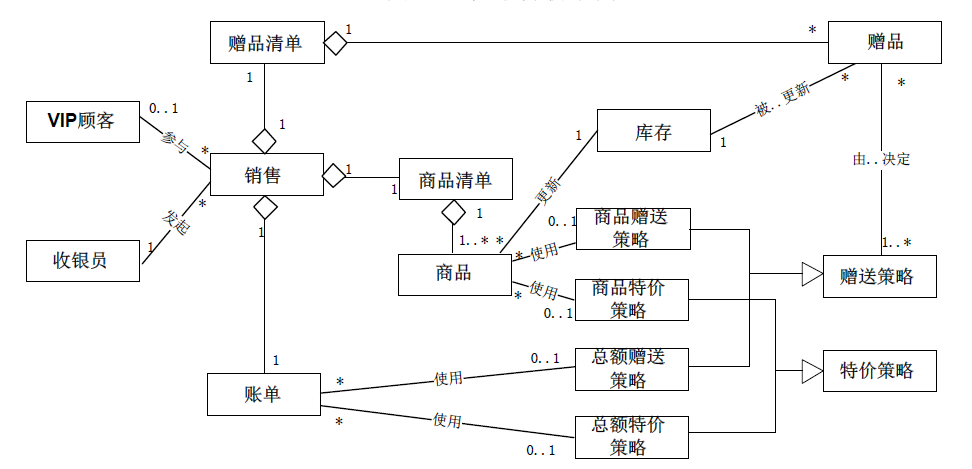 赠品清单
1
*
赠品
1
*
*
VIP顾客
0..1
参与
*
1
销售
1
1
商品清单
1
1
库存
1
被..更新
更新
由..决定
发起
*
1
收银员
1
1..*
*
商品
*
使用
0..1
商品赠送
策略
1..*
赠送策略
*
使用
0..1
商品特价
策略
1
*
使用
0..1
总额赠送
策略
特价策略
账单
*
使用
0..1
总额特价
策略